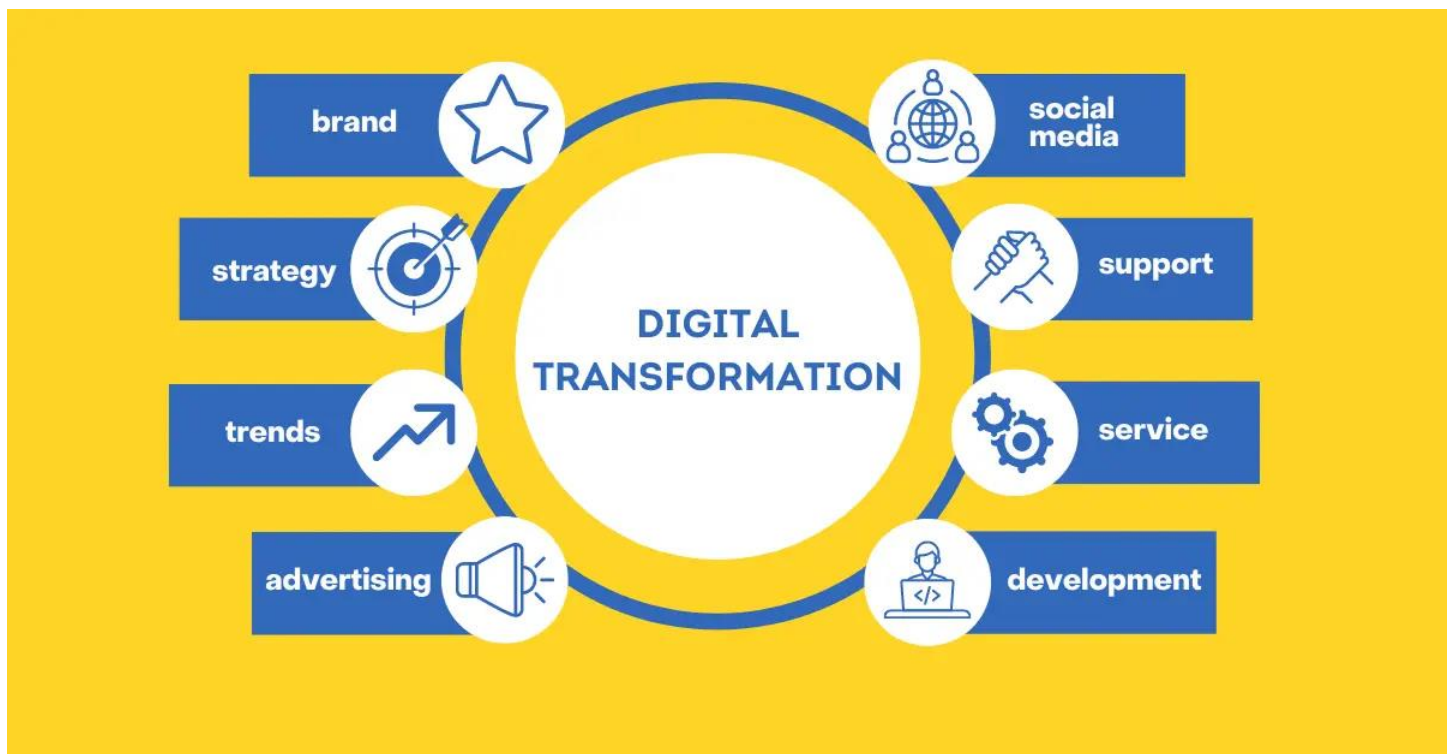 brand
strategy
trends
advertising
DIGITAL
TRANSFORMATION
social
media
support
service
</>
development